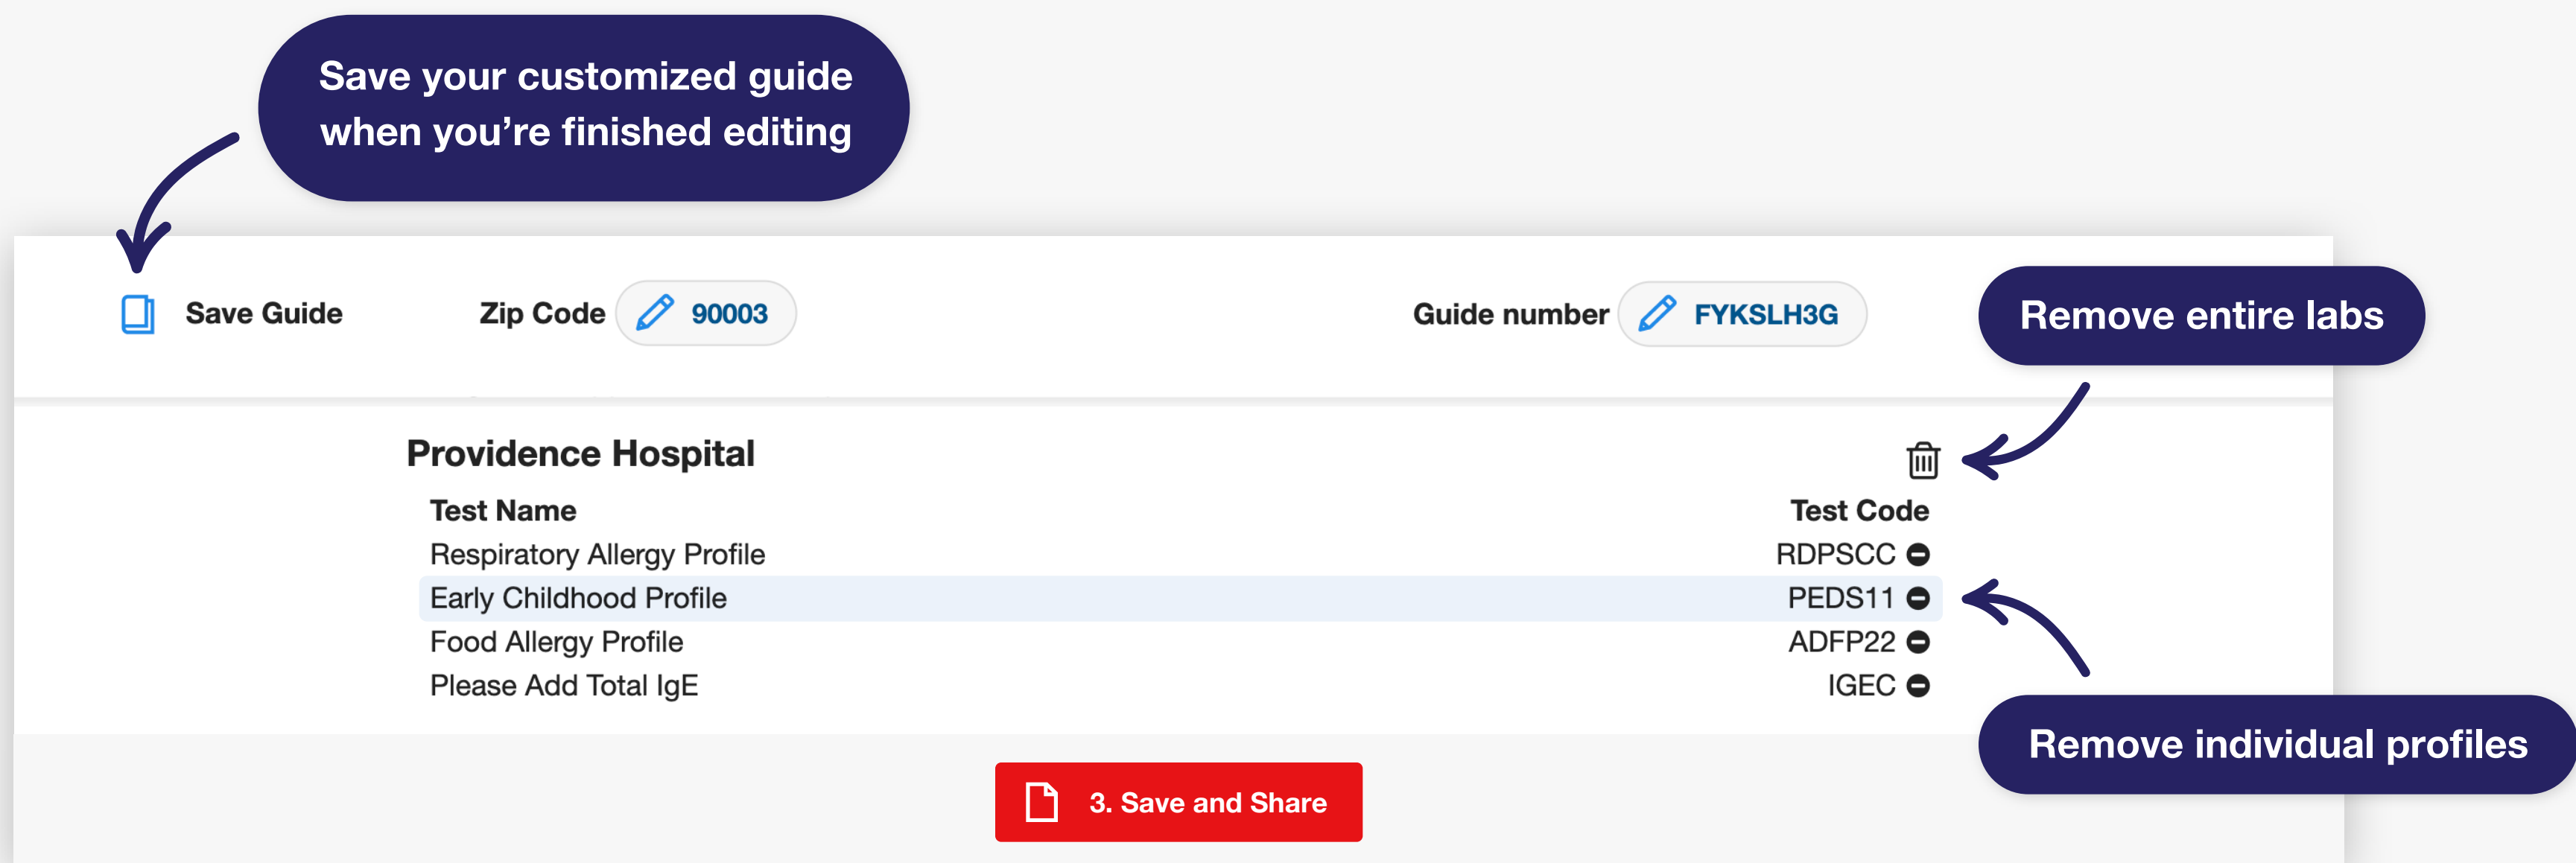 Save your customized guide
when you’re finished editing
Save Guide
Zip Code
90003
Guide number
FYKSLH3G
Remove entire labs
Providence Hospital
Test Name Test Code
Respiratory Allergy Profile RDPSCC
Early Childhood Profile PEDS11
Food Allergy Profile ADFP22
Please Add Total IgE IGEC
Remove individual profiles
3. Save and Share